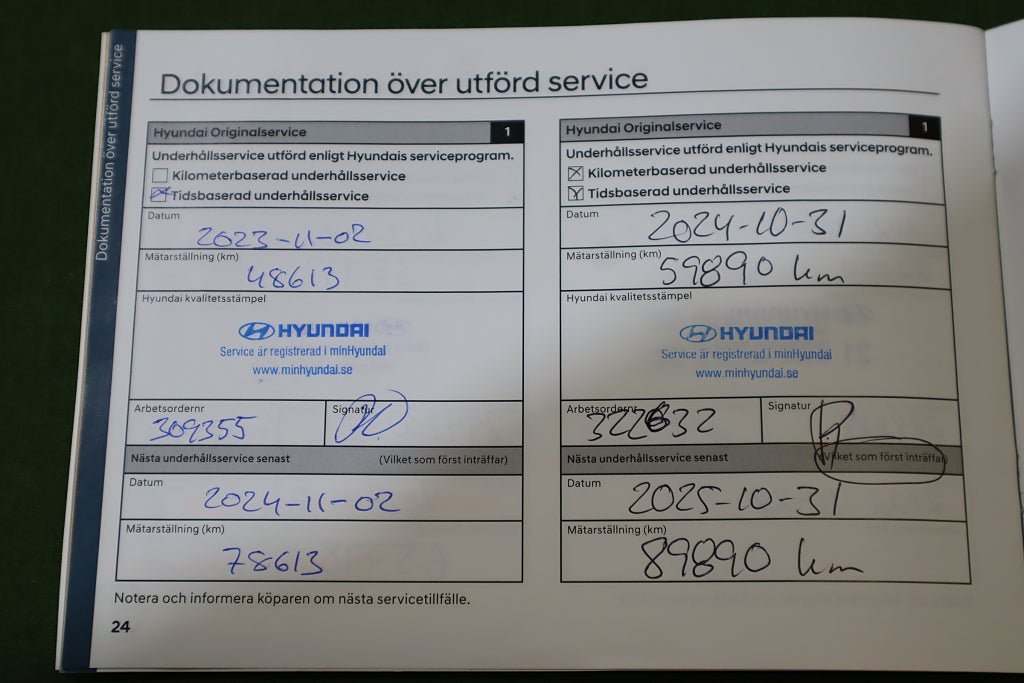 Dokumentation över utförd service
Dokumentation över utförd service
Hyundai Originalservice 1
Underhållsservice utförd enligt Hyundais serviceprogram.
Kilometerbaserad underhållsservice
Tidsbaserad underhållsservice
Datum
2023-11-02
Mätarställning (km)
48613
Hyundai kvalitetsstämpel
HYUNDAI
Service är registrerad i minHyundai
www.minhyundai.se
Arbetsordernr
309355
Signatur
Nästa underhållsservice senast (Vilket som först inträffar)
Datum
2024-11-02
Mätarställning (km)
78613
Hyundai Originalservice 1
Underhållsservice utförd enligt Hyundais serviceprogram.
Kilometerbaserad underhållsservice
Tidsbaserad underhållsservice
Datum
2024-10-31
Mätarställning (km)
59890 km
Hyundai kvalitetsstämpel
HYUNDAI
Service är registrerad i minHyundai
www.minhyundai.se
Arbetsordernr
322632
Signatur
Nästa underhållsservice senast (Vilket som först inträffar)
Datum
2025-10-31
Mätarställning (km)
89890 km
Notera och informera köparen om nästa servicetillfälle.
24